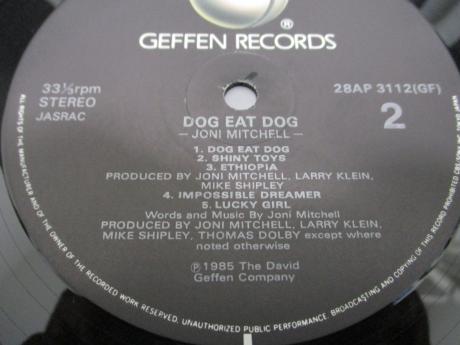 ®
GEFFEN RECORDS
33⅓rpm
STEREO
JASRAC
28AP 3112(GF)
2
DOG EAT DOG
— JONI MITCHELL —
1. DOG EAT DOG
2. SHINY TOYS
3. ETHIOPIA
PRODUCED BY JONI MITCHELL, LARRY KLEIN,
MIKE SHIPLEY
4. IMPOSSIBLE DREAMER
5. LUCKY GIRL
Words and Music By Joni Mitchell
PRODUCED BY JONI MITCHELL, LARRY KLEIN,
MIKE SHIPLEY, THOMAS DOLBY except where
noted otherwise
℗1985 The David
Geffen Company
ALL RIGHTS OF THE MANUFACTURER AND OF THE OWNER OF THE RECORDED WORK RESERVED. UNAUTHORIZED PUBLIC PERFORMANCE, BROADCASTING AND COPYING OF THIS RECORD PROHIBITED.